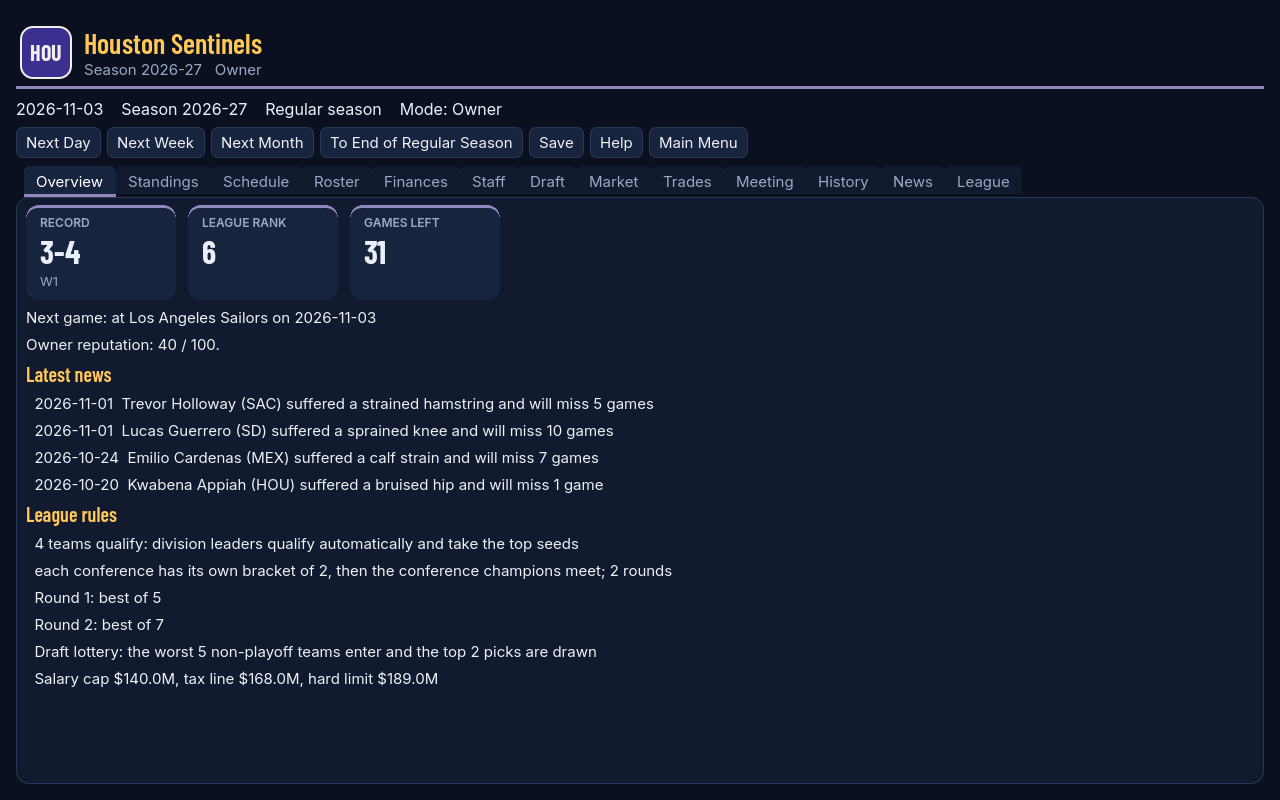 HOU
Houston Sentinels
Season 2026-27 Owner
2026-11-03 Season 2026-27 Regular season Mode: Owner
Next Day Next Week Next Month To End of Regular Season Save Help Main Menu
Overview Standings Schedule Roster Finances Staff Draft Market Trades Meeting History News League
RECORD LEAGUE RANK GAMES LEFT
3-4 6 31
W1
Next game: at Los Angeles Sailors on 2026-11-03
Owner reputation: 40 / 100.
Latest news
2026-11-01 Trevor Holloway (SAC) suffered a strained hamstring and will miss 5 games
2026-11-01 Lucas Guerrero (SD) suffered a sprained knee and will miss 10 games
2026-10-24 Emilio Cardenas (MEX) suffered a calf strain and will miss 7 games
2026-10-20 Kwabena Appiah (HOU) suffered a bruised hip and will miss 1 game
League rules
4 teams qualify: division leaders qualify automatically and take the top seeds
each conference has its own bracket of 2, then the conference champions meet; 2 rounds
Round 1: best of 5
Round 2: best of 7
Draft lottery: the worst 5 non-playoff teams enter and the top 2 picks are drawn
Salary cap $140.0M, tax line $168.0M, hard limit $189.0M